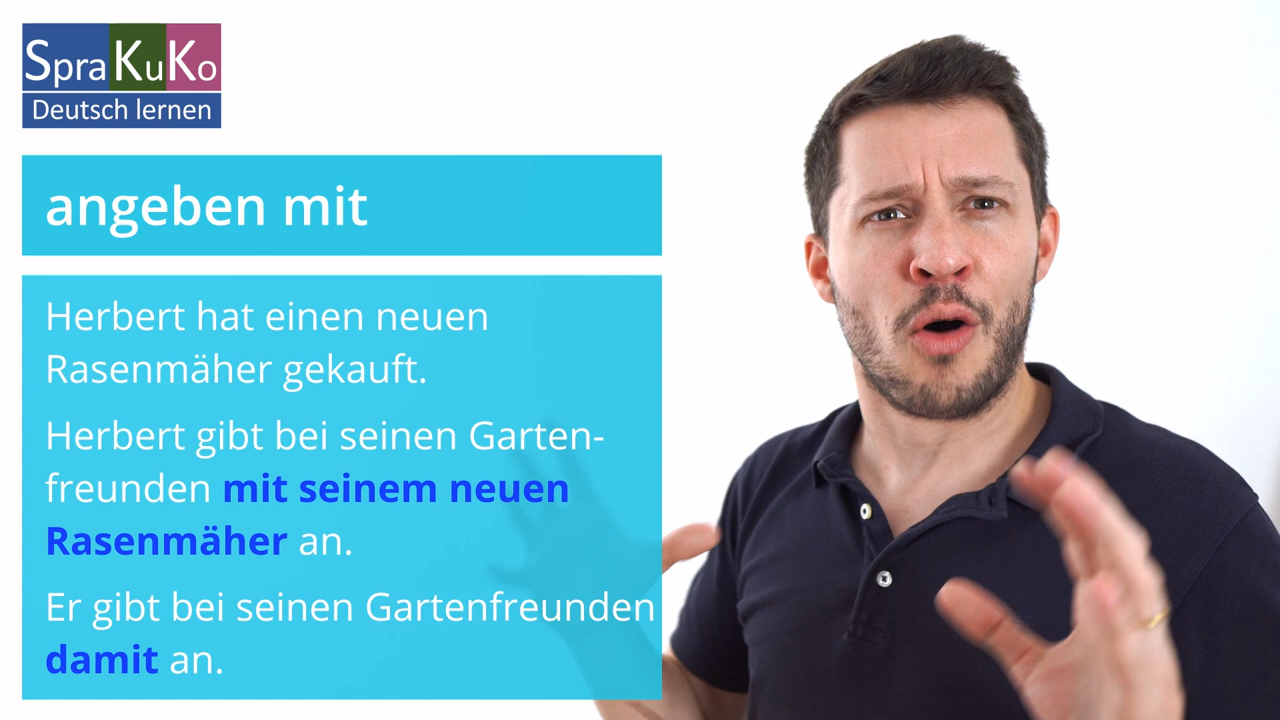 SpraKuKo
Deutsch lernen
angeben mit
Herbert hat einen neuen
Rasenmäher gekauft.
Herbert gibt bei seinen Garten-
freunden mit seinem neuen
Rasenmäher an.
Er gibt bei seinen Gartenfreunden
damit an.